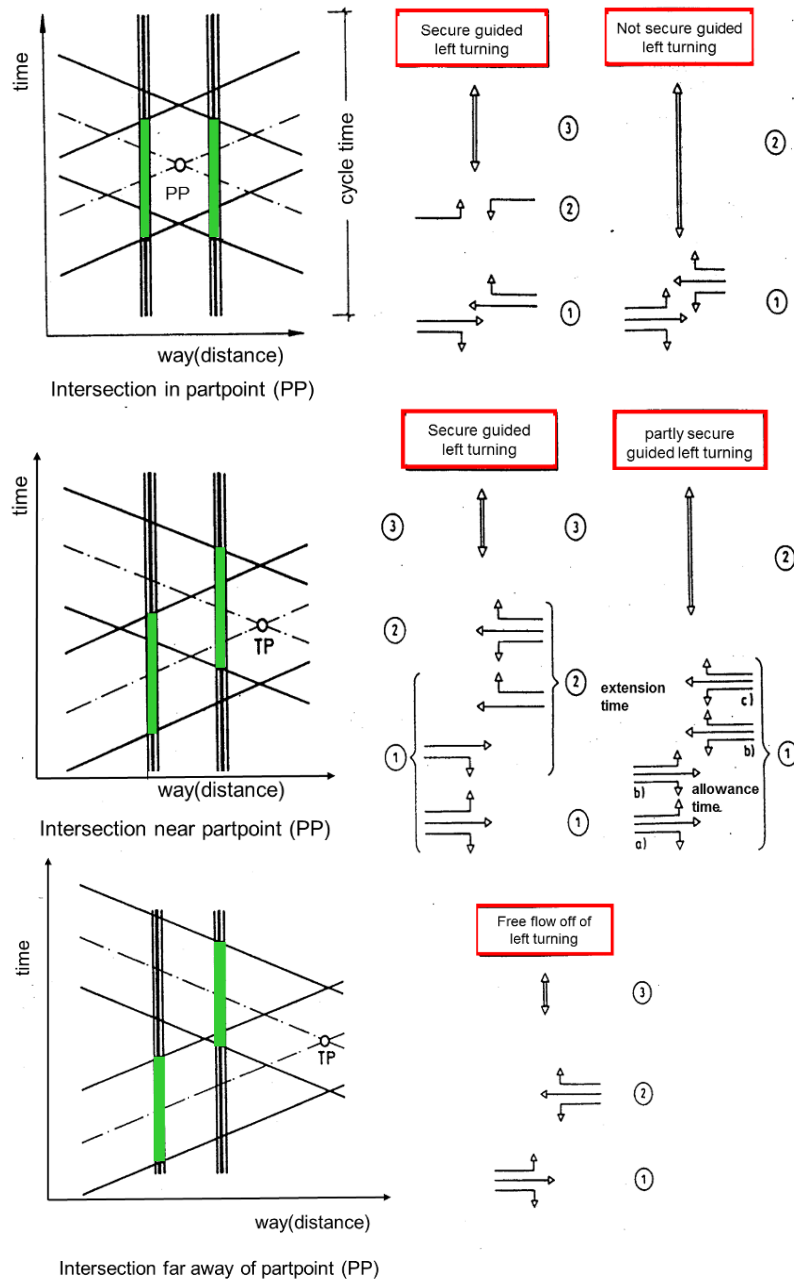 time
PP
way(distance)
Intersection in partpoint (PP)
cycle time
Secure guided
left turning
3
2
1
Not secure guided
left turning
2
1
time
TP
way(distance)
Intersection near partpoint (PP)
Secure guided
left turning
3
3
2
2
1
1
partly secure
guided left turning
2
extension
time
c)
b)
1
b)
allowance
time.
a)
time
TP
way(distance)
Intersection far away of partpoint (PP)
Free flow off of
left turning
3
2
1